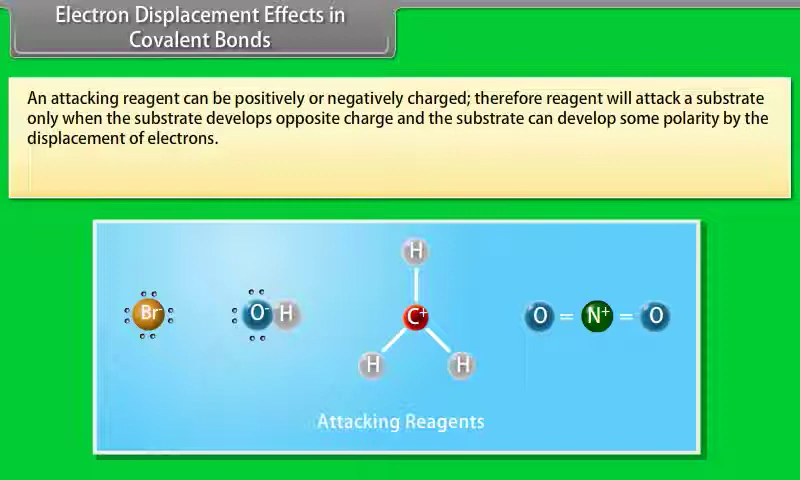 Electron Displacement Effects in
Covalent Bonds
An attacking reagent can be positively or negatively charged; therefore reagent will attack a substrate
only when the substrate develops opposite charge and the substrate can develop some polarity by the
displacement of electrons.
H
Br- O- H C+ O = N+ = O
H H
Attacking Reagents